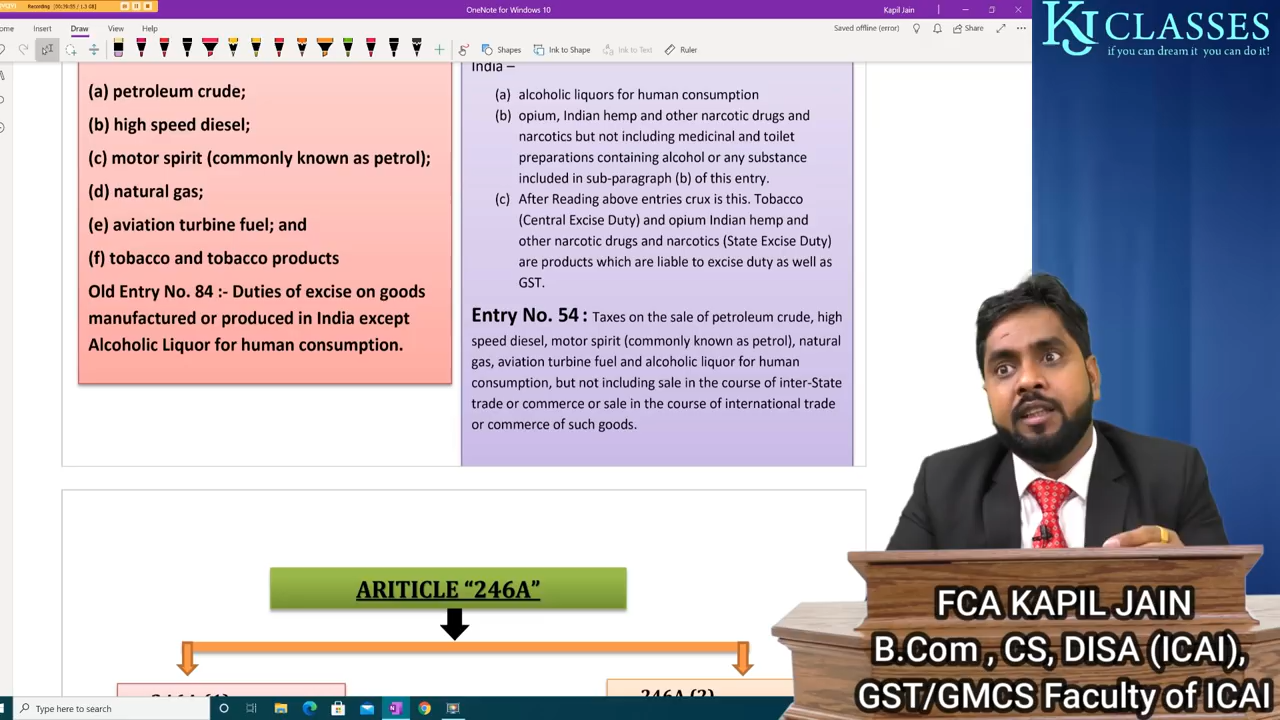 Recording [00:39:55 / 1.3 GB]
OneNote for Windows 10
Kapil Jain
Insert
Draw
View
Help
Saved offline (error)
Share
Shapes
Ink to Shape
Ink to Text
Ruler
(a) petroleum crude;
(b) high speed diesel;
(c) motor spirit (commonly known as petrol);
(d) natural gas;
(e) aviation turbine fuel; and
(f) tobacco and tobacco products
Old Entry No. 84 :- Duties of excise on goods
manufactured or produced in India except
Alcoholic Liquor for human consumption.
India –
(a) alcoholic liquors for human consumption
(b) opium, Indian hemp and other narcotic drugs and
narcotics but not including medicinal and toilet
preparations containing alcohol or any substance
included in sub-paragraph (b) of this entry.
(c) After Reading above entries crux is this. Tobacco
(Central Excise Duty) and opium Indian hemp and
other narcotic drugs and narcotics (State Excise Duty)
are products which are liable to excise duty as well as
GST.
Entry No. 54 : Taxes on the sale of petroleum crude, high
speed diesel, motor spirit (commonly known as petrol), natural
gas, aviation turbine fuel and alcoholic liquor for human
consumption, but not including sale in the course of inter-State
trade or commerce or sale in the course of international trade
or commerce of such goods.
ARITICLE “246A”
246A (2)
KJ CLASSES
if you can dream it you can do it!
FCA KAPIL JAIN
B.Com , CS, DISA (ICAI),
GST/GMCS Faculty of ICAI
Type here to search